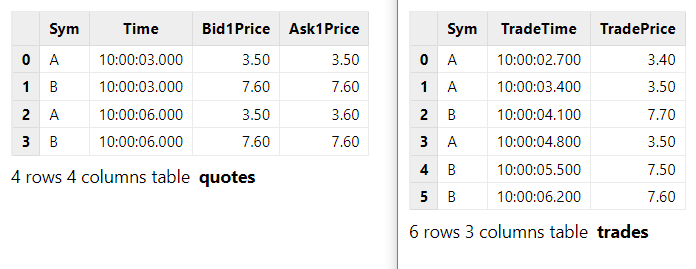 Sym Time Bid1Price Ask1Price
0 A 10:00:03.000 3.50 3.50
1 B 10:00:03.000 7.60 7.60
2 A 10:00:06.000 3.50 3.60
3 B 10:00:06.000 7.60 7.60
4 rows 4 columns table quotes
Sym TradeTime TradePrice
0 A 10:00:02.700 3.40
1 A 10:00:03.400 3.50
2 B 10:00:04.100 7.70
3 A 10:00:04.800 3.50
4 B 10:00:05.500 7.50
5 B 10:00:06.200 7.60
6 rows 3 columns table trades